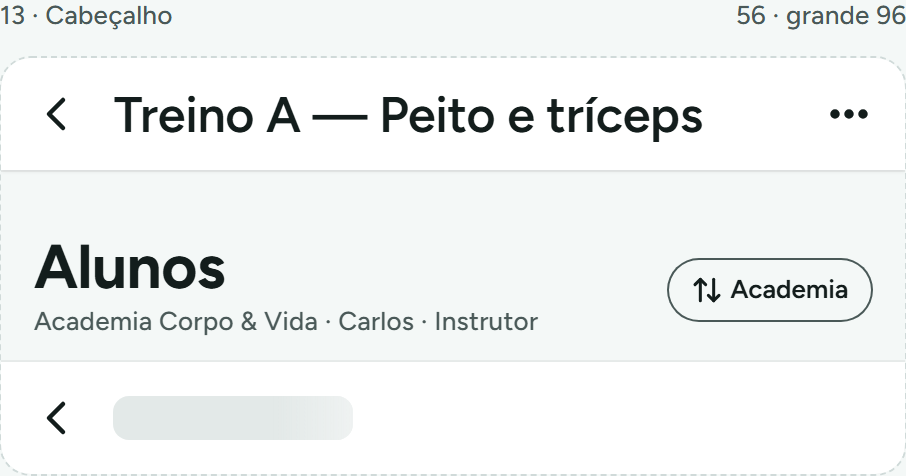 13 · Cabeçalho
56 · grande 96
Treino A — Peito e tríceps
Alunos
Academia Corpo & Vida · Carlos · Instrutor
Academia